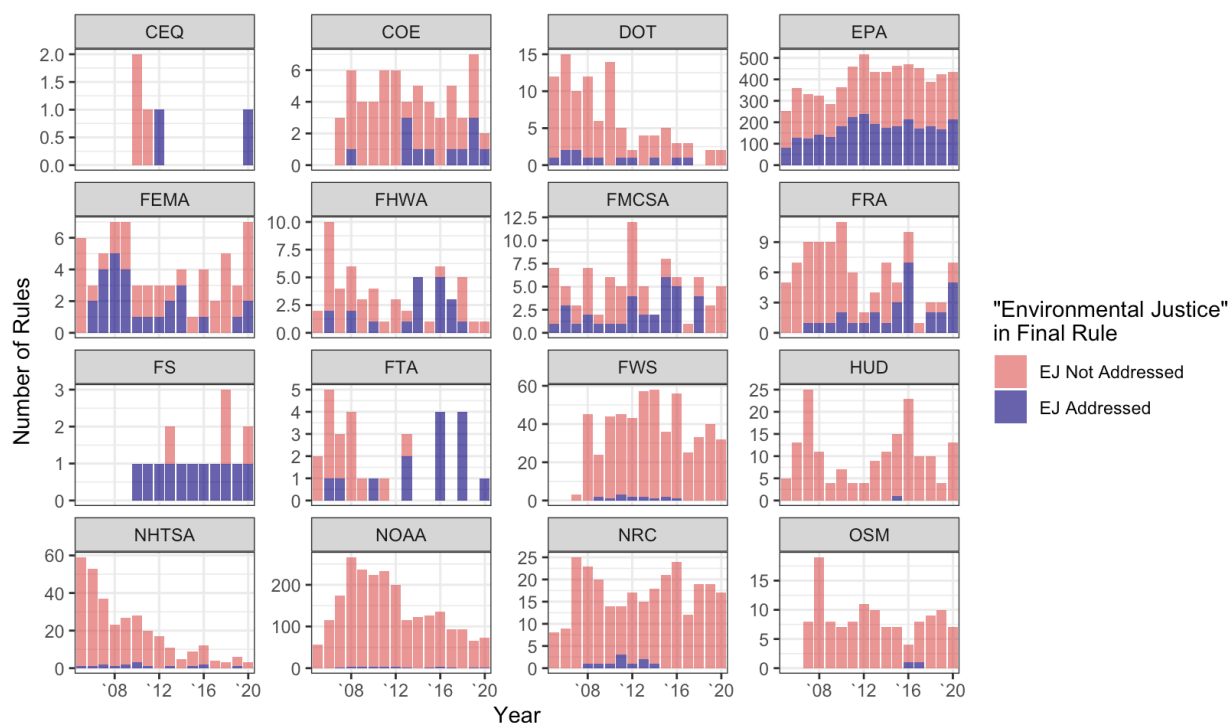 CEQ COE DOT EPA
2.0 1.5 1.0 0.5 0.0
6 4 2 0
15 10 5 0
500 400 300 200 100 0
FEMA FHWA FMCSA FRA
6 4 2 0
10.0 7.5 5.0 2.5 0.0
12.5 10.0 7.5 5.0 2.5 0.0
9 6 3 0
FS FTA FWS HUD
3 2 1 0
5 4 3 2 1 0
60 40 20 0
25 20 15 10 5 0
NHTSA NOAA NRC OSM
60 40 20 0
200 100 0
25 20 15 10 5 0
15 10 5 0
`08 `12 `16 `20 `08 `12 `16 `20 `08 `12 `16 `20 `08 `12 `16 `20
Year
Number of Rules
"Environmental Justice"
in Final Rule
EJ Not Addressed
EJ Addressed